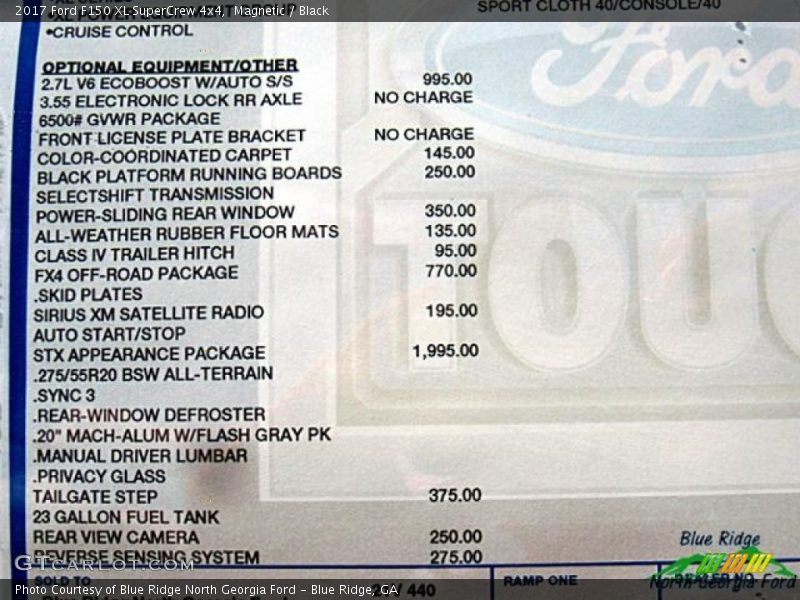 2017 Ford F150 XL SuperCrew 4x4, Magnetic / Black
SPORT CLOTH 40/CONSOLE/40
•CRUISE CONTROL
OPTIONAL EQUIPMENT/OTHER
2.7L V6 ECOBOOST W/AUTO S/S 995.00
3.55 ELECTRONIC LOCK RR AXLE NO CHARGE
6500# GVWR PACKAGE
FRONT LICENSE PLATE BRACKET NO CHARGE
COLOR-COORDINATED CARPET 145.00
BLACK PLATFORM RUNNING BOARDS 250.00
SELECTSHIFT TRANSMISSION
POWER-SLIDING REAR WINDOW 350.00
ALL-WEATHER RUBBER FLOOR MATS 135.00
CLASS IV TRAILER HITCH 95.00
FX4 OFF-ROAD PACKAGE 770.00
.SKID PLATES
SIRIUS XM SATELLITE RADIO 195.00
AUTO START/STOP
STX APPEARANCE PACKAGE 1,995.00
.275/55R20 BSW ALL-TERRAIN
.SYNC 3
.REAR-WINDOW DEFROSTER
.20" MACH-ALUM W/FLASH GRAY PK
.MANUAL DRIVER LUMBAR
.PRIVACY GLASS
TAILGATE STEP 375.00
23 GALLON FUEL TANK
REAR VIEW CAMERA 250.00
REVERSE SENSING SYSTEM 275.00
Ford
TOUG
GTCARLOT.COM
Blue Ridge
North Georgia Ford
SOLD TO
RAMP ONE
DEALER NO.
440
Photo Courtesy of Blue Ridge North Georgia Ford - Blue Ridge, GA